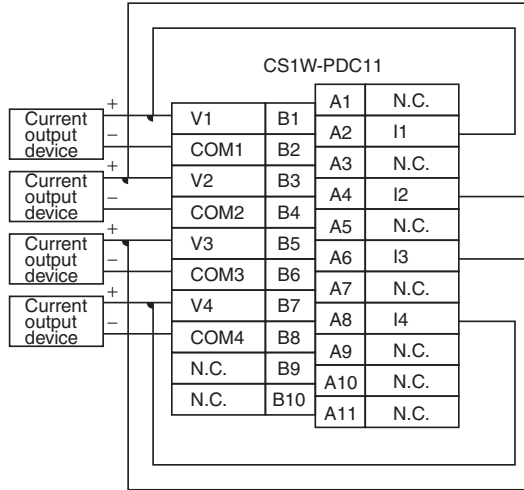 CS1W-PDC11
Current
output
device
+
−
Current
output
device
+
−
Current
output
device
+
−
Current
output
device
+
−
V1 B1
COM1 B2
V2 B3
COM2 B4
V3 B5
COM3 B6
V4 B7
COM4 B8
N.C. B9
N.C. B10
A1 N.C.
A2 I1
A3 N.C.
A4 I2
A5 N.C.
A6 I3
A7 N.C.
A8 I4
A9 N.C.
A10 N.C.
A11 N.C.